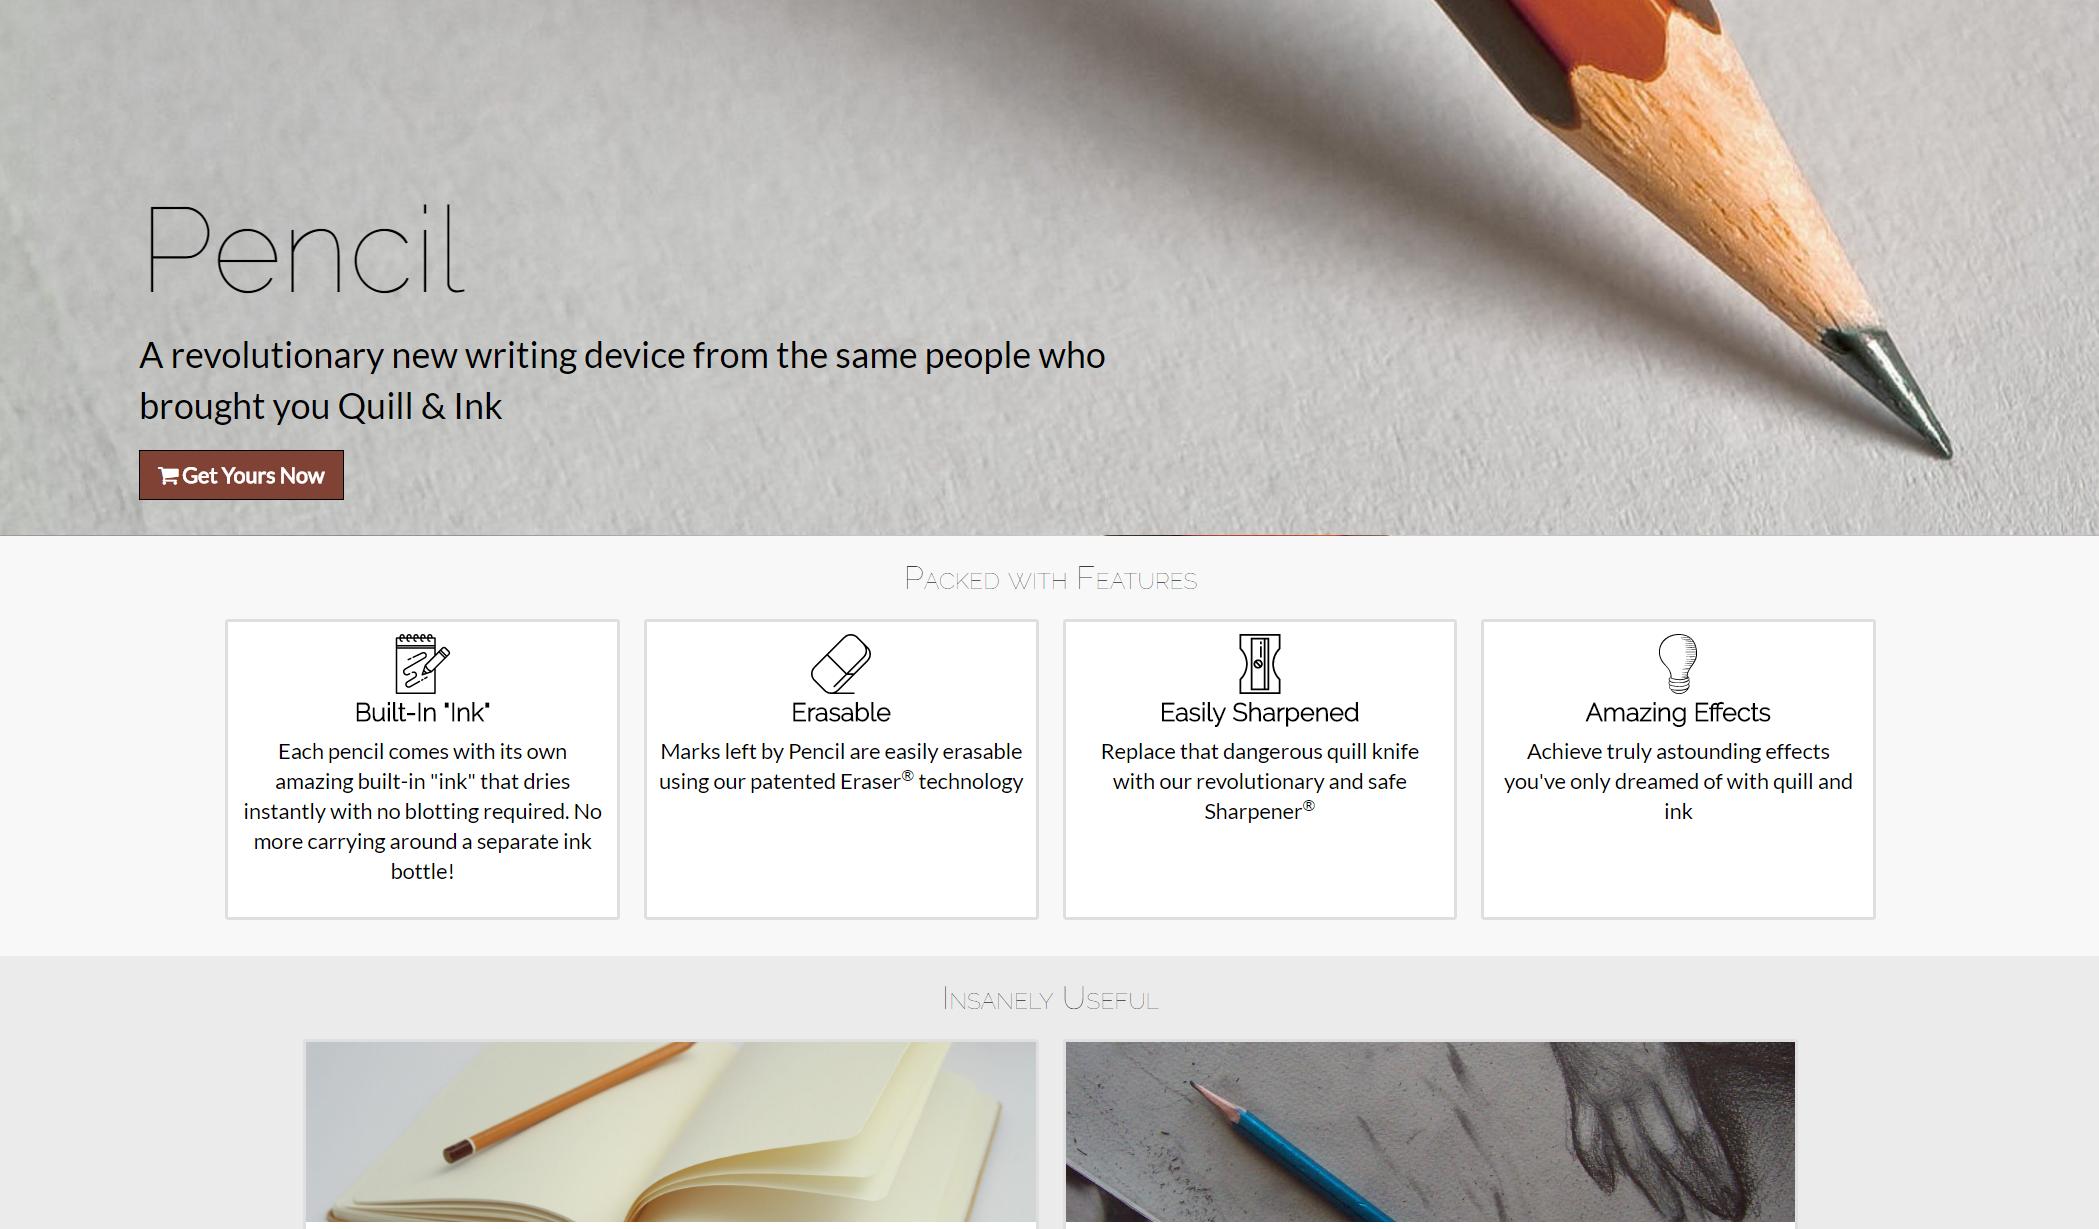 Pencil
A revolutionary new writing device from the same people who
brought you Quill & Ink
Get Yours Now
Packed with Features
Built-In "Ink"
Each pencil comes with its own
amazing built-in "ink" that dries
instantly with no blotting required. No
more carrying around a separate ink
bottle!
Erasable
Marks left by Pencil are easily erasable
using our patented Eraser® technology
Easily Sharpened
Replace that dangerous quill knife
with our revolutionary and safe
Sharpener®
Amazing Effects
Achieve truly astounding effects
you've only dreamed of with quill and
ink
Insanely Useful